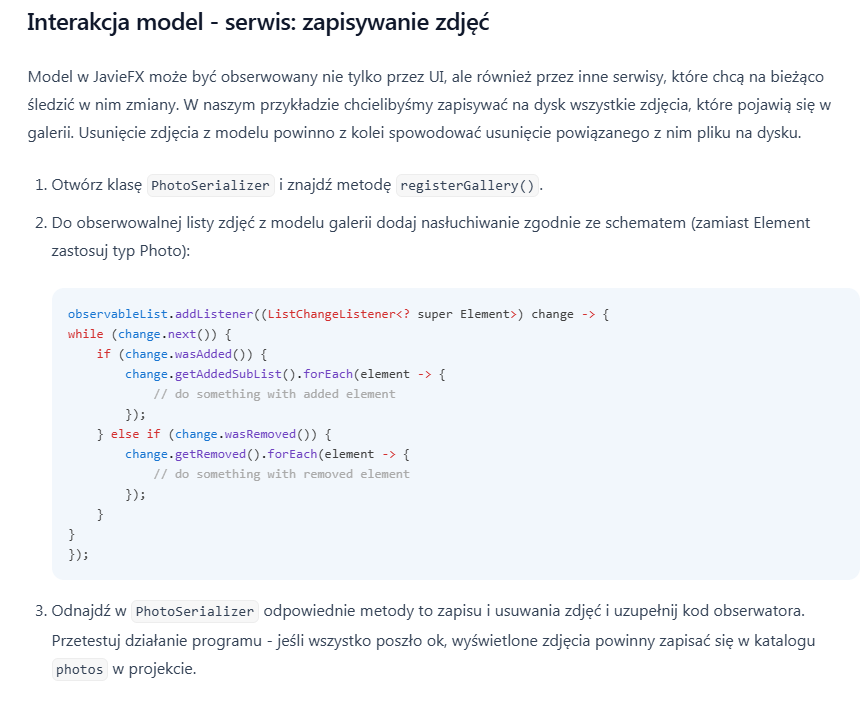 Interakcja model - serwis: zapisywanie zdjęć
Model w JavieFX może być obserwowany nie tylko przez UI, ale również przez inne serwisy, które chcą na bieżąco
śledzić w nim zmiany. W naszym przykładzie chcielibyśmy zapisywać na dysk wszystkie zdjęcia, które pojawią się w
galerii. Usunięcie zdjęcia z modelu powinno z kolei spowodować usunięcie powiązanego z nim pliku na dysku.
1. Otwórz klasę PhotoSerializer i znajdź metodę registerGallery().
2. Do obserwowalnej listy zdjęć z modelu galerii dodaj nasłuchiwanie zgodnie ze schematem (zamiast Element
zastosuj typ Photo):
observableList.addListener((ListChangeListener<? super Element>) change -> {
while (change.next()) {
    if (change.wasAdded()) {
        change.getAddedSubList().forEach(element -> {
            // do something with added element
        });
    } else if (change.wasRemoved()) {
        change.getRemoved().forEach(element -> {
            // do something with removed element
        });
    }
}
});
3. Odnajdź w PhotoSerializer odpowiednie metody to zapisu i usuwania zdjęć i uzupełnij kod obserwatora.
Przetestuj działanie programu - jeśli wszystko poszło ok, wyświetlone zdjęcia powinny zapisać się w katalogu
photos w projekcie.